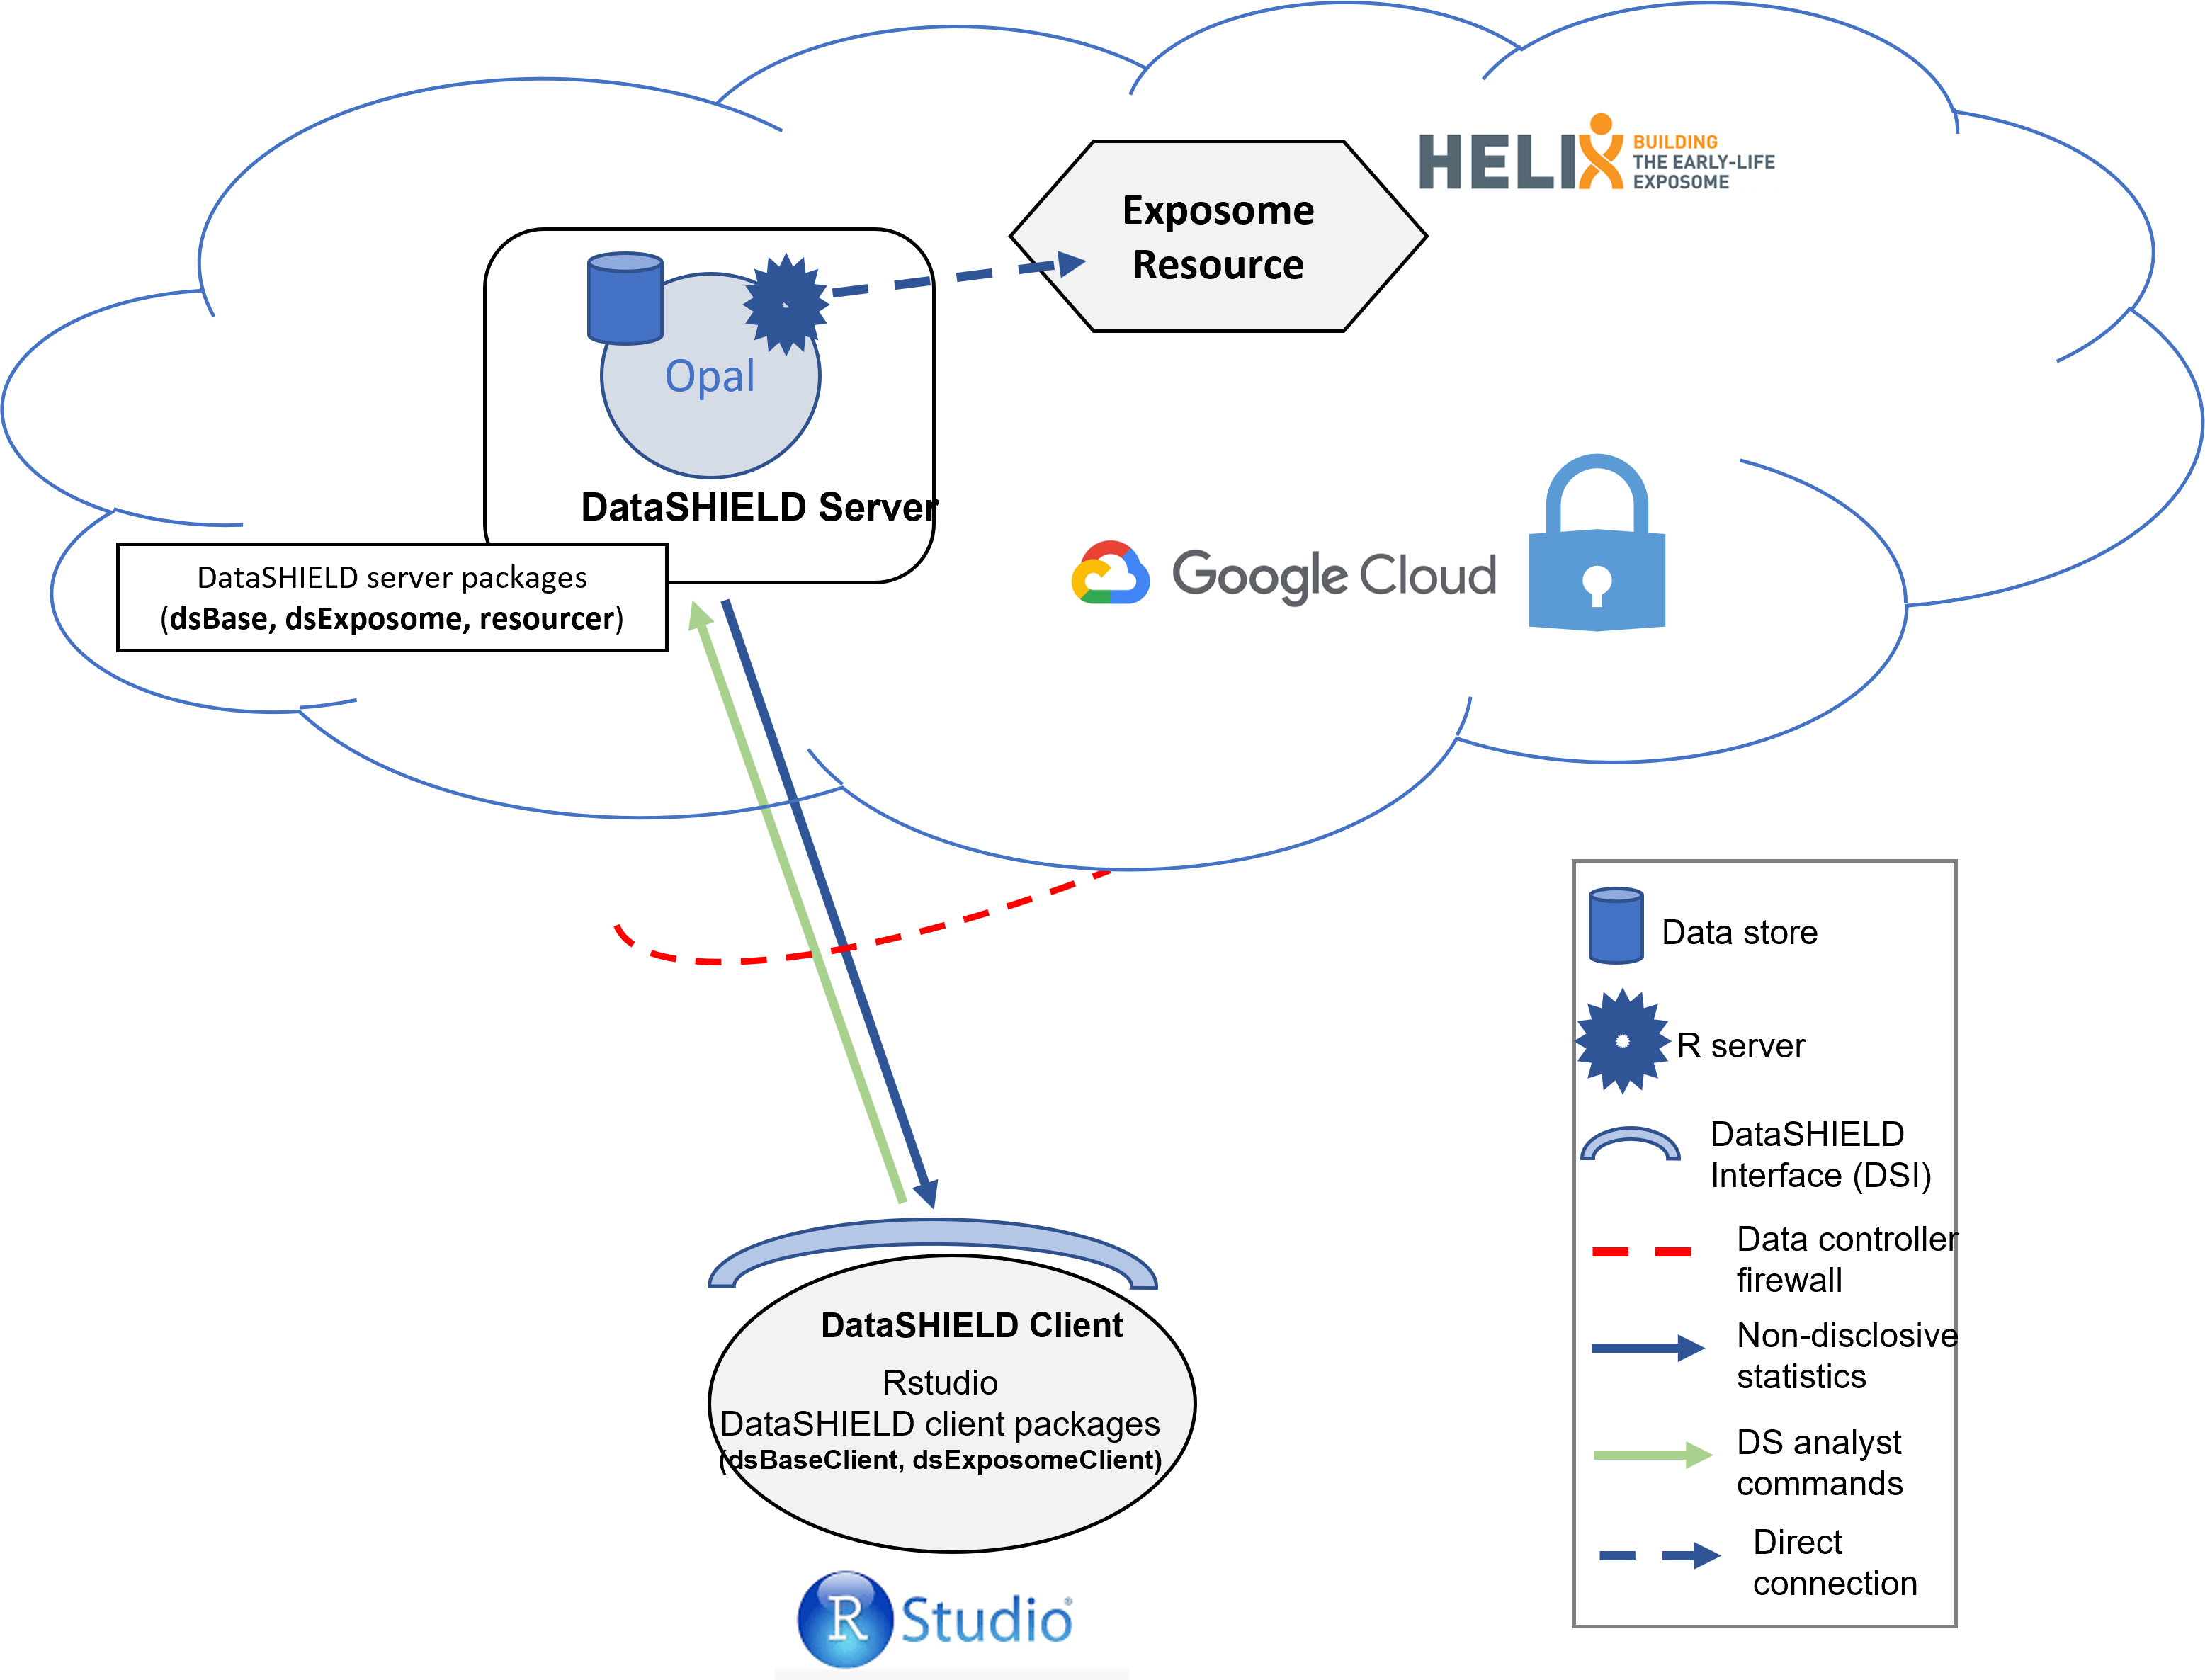 HELIX
BUILDING
THE EARLY-LIFE
EXPOSOME
Exposome
Resource
Opal
DataSHIELD Server
DataSHIELD server packages
(dsBase, dsExposome, resourcer)
Google Cloud
Data store
R server
DataSHIELD
Interface (DSI)
Data controller
firewall
Non-disclosive
statistics
DS analyst
commands
Direct
connection
DataSHIELD Client
Rstudio
DataSHIELD client packages
(dsBaseClient, dsExposomeClient)
R Studio®